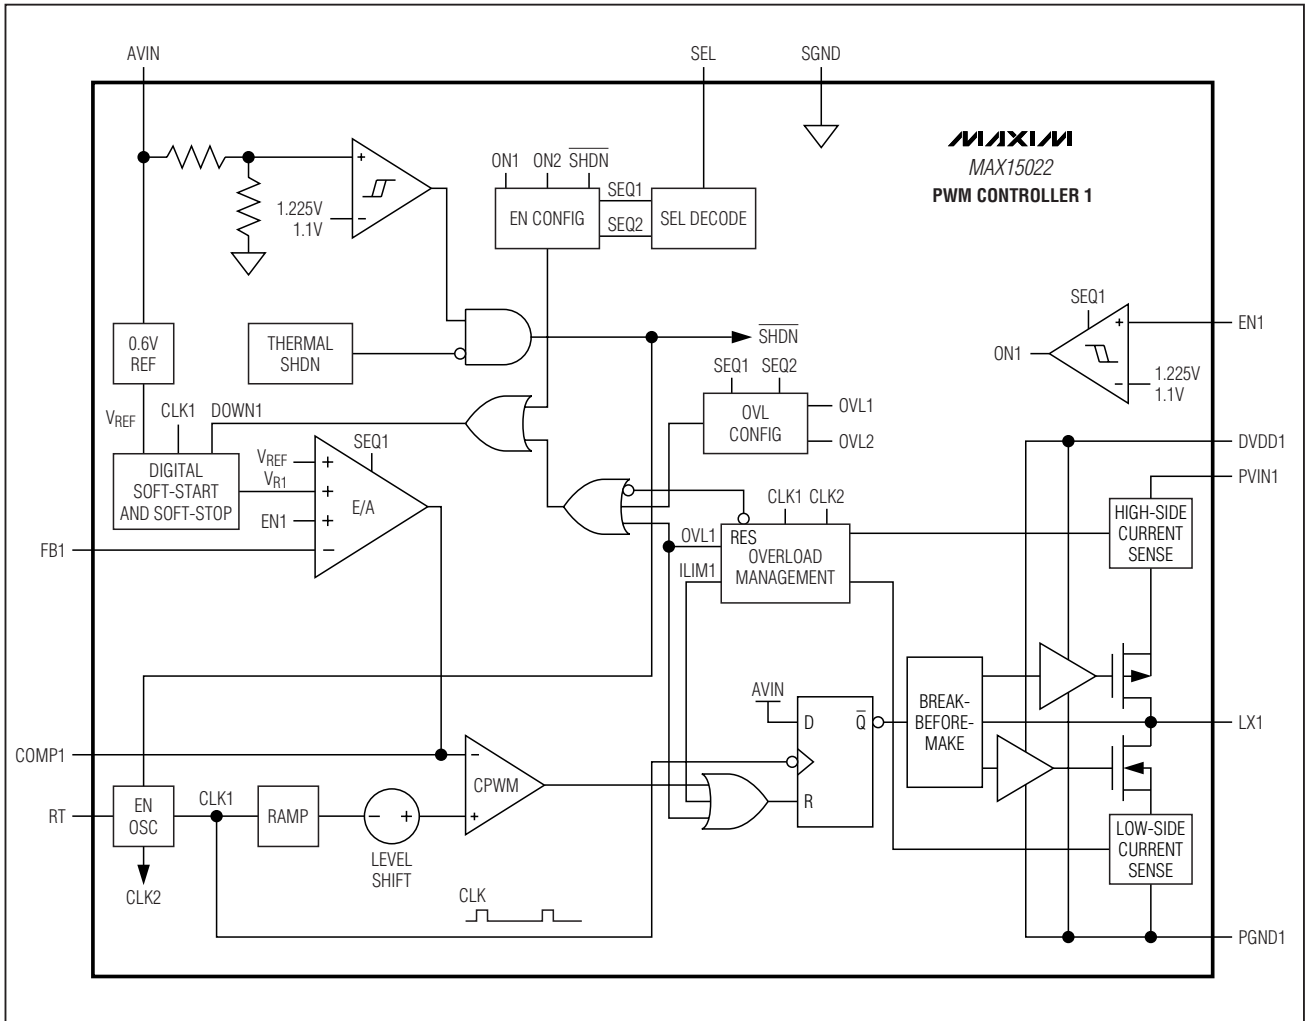 AVIN
SEL
SGND
MAXIM
MAX15022
PWM CONTROLLER 1
+
−
1.225V
1.1V
ON1
ON2
SHDN
EN CONFIG
SEQ1
SEQ2
SEL DECODE
0.6V
REF
THERMAL
SHDN
SHDN
SEQ1
+
−
EN1
ON1
1.225V
1.1V
VREF
CLK1
DOWN1
SEQ1
SEQ2
OVL
CONFIG
OVL1
OVL2
DIGITAL
SOFT-START
AND SOFT-STOP
VREF
VR1
EN1
SEQ1
+
+
+
−
E/A
FB1
DVDD1
PVIN1
CLK1
CLK2
OVL1
ILIM1
RES
OVERLOAD
MANAGEMENT
HIGH-SIDE
CURRENT
SENSE
AVIN
D
Q
R
BREAK-
BEFORE-
MAKE
LX1
COMP1
RT
EN
OSC
CLK1
RAMP
−
+
LEVEL
SHIFT
−
CPWM
+
CLK2
CLK
LOW-SIDE
CURRENT
SENSE
PGND1